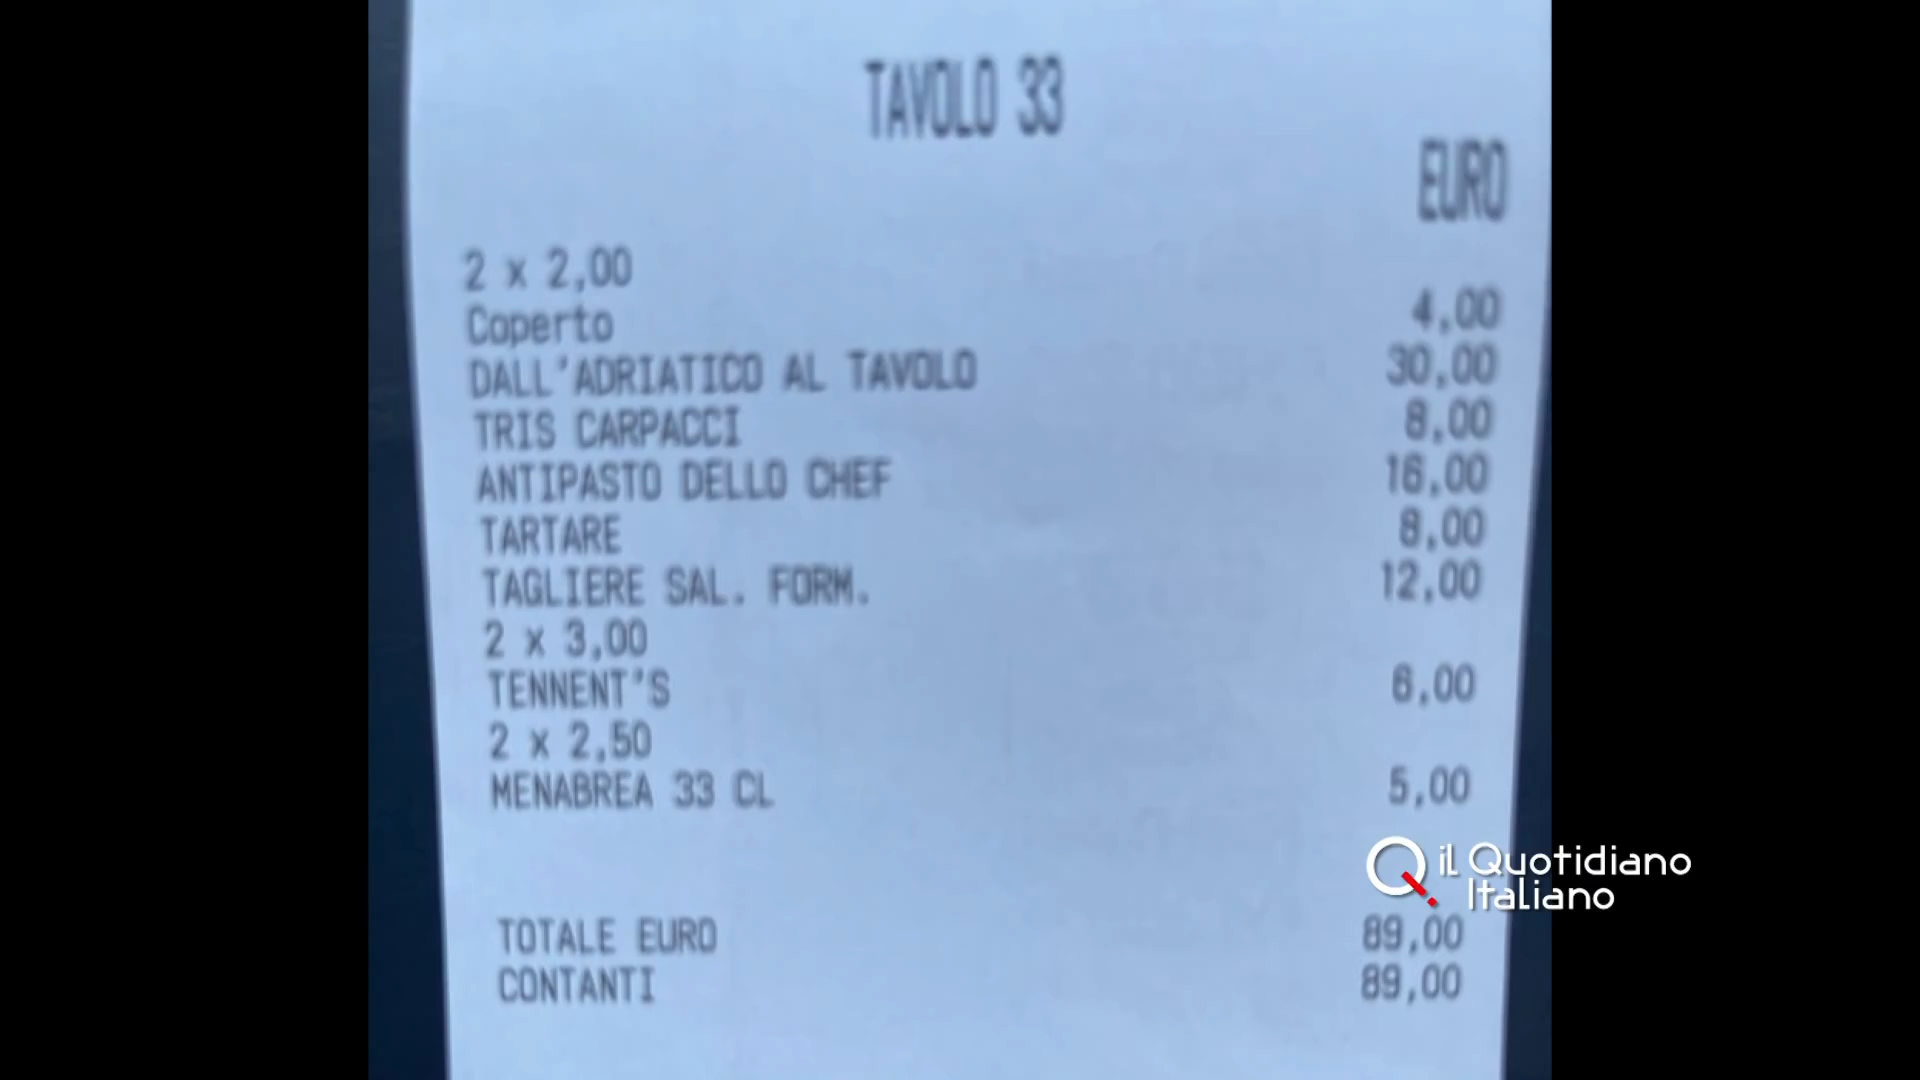 TAVOLO 33
EURO
2 x 2,00
Coperto 4,00
DALL'ADRIATICO AL TAVOLO 30,00
TRIS CARPACCI 8,00
ANTIPASTO DELLO CHEF 16,00
TARTARE 8,00
TAGLIERE SAL. FORM. 12,00
2 x 3,00
TENNENT'S 6,00
2 x 2,50
MENABREA 33 CL 5,00
il Quotidiano
Italiano
TOTALE EURO 89,00
CONTANTI 89,00